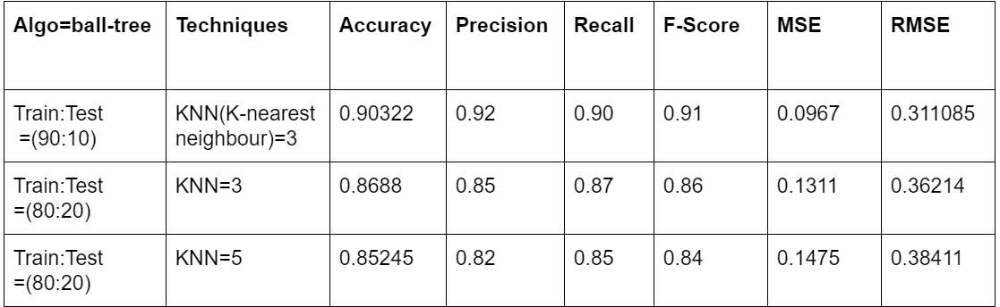 Algo=ball-tree Techniques Accuracy Precision Recall F-Score MSE RMSE
Train:Test KNN(K-nearest 0.90322 0.92 0.90 0.91 0.0967 0.311085
=(90:10) neighbour)=3
Train:Test KNN=3 0.8688 0.85 0.87 0.86 0.1311 0.36214
=(80:20)
Train:Test KNN=5 0.85245 0.82 0.85 0.84 0.1475 0.38411
=(80:20)